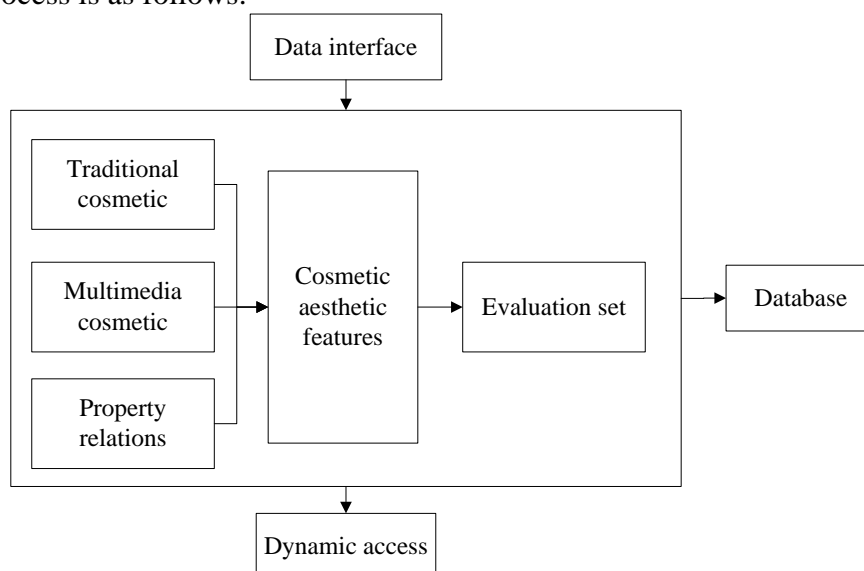 ocess is as follows:
Data interface
Traditional
cosmetic
Multimedia
cosmetic
Property
relations
Cosmetic
aesthetic
features
Evaluation set
Database
Dynamic access